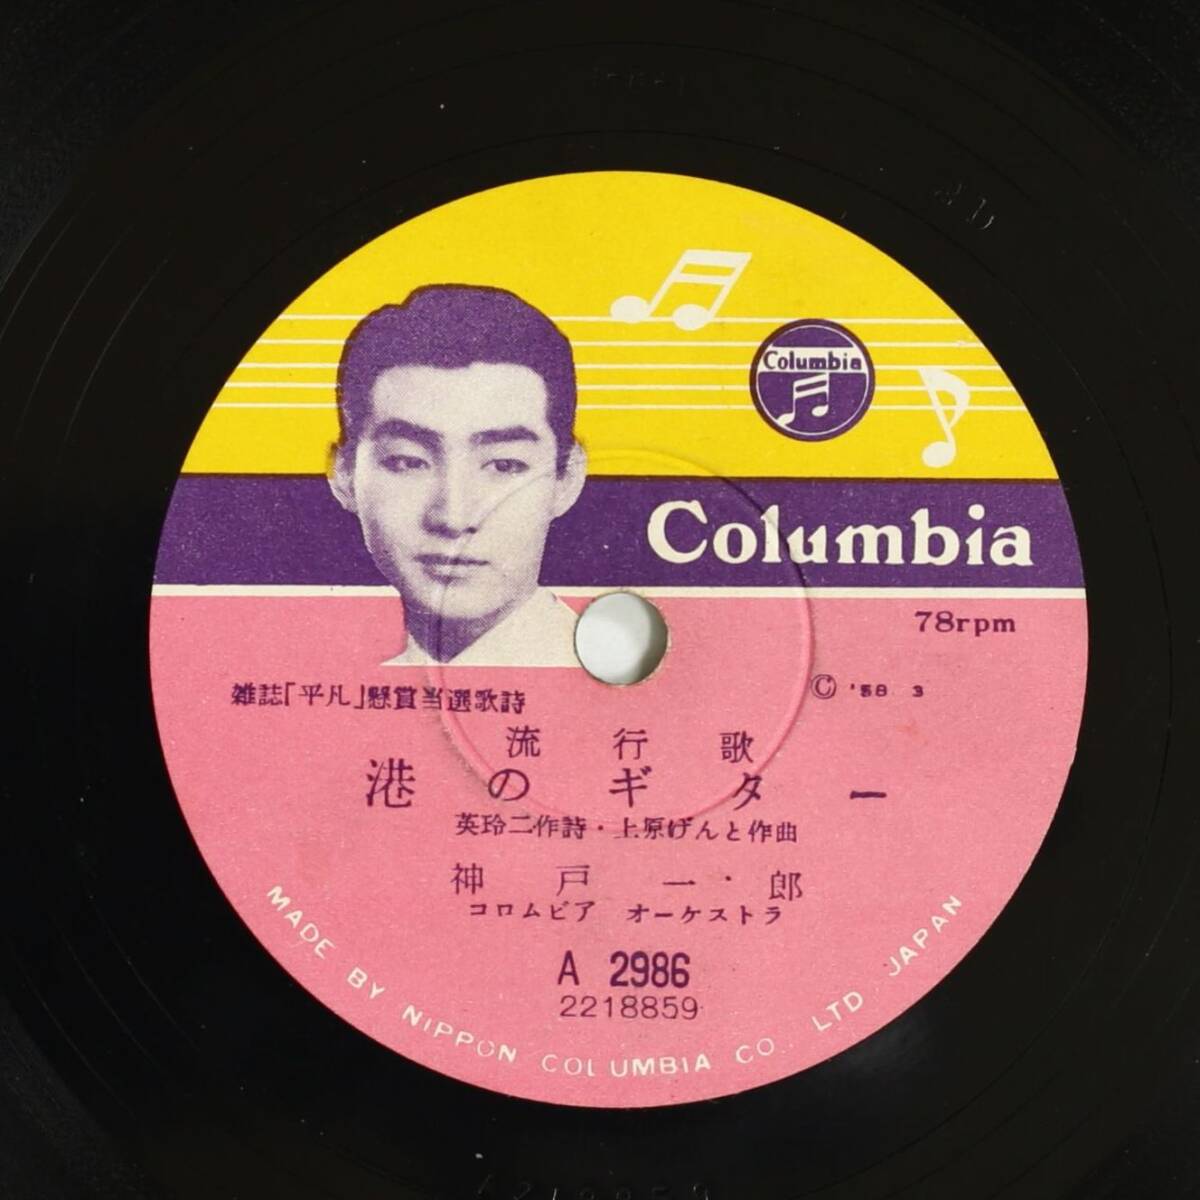 Columbia
Columbia
78rpm
雑誌「平凡」懸賞当選歌詩
Ⓒ '58 3
流行歌
港のギター
英玲二作詩・上原げんと作曲
神戸一郎
コロムビア オーケストラ
A 2986
2218859
MADE BY NIPPON COLUMBIA CO., LTD JAPAN